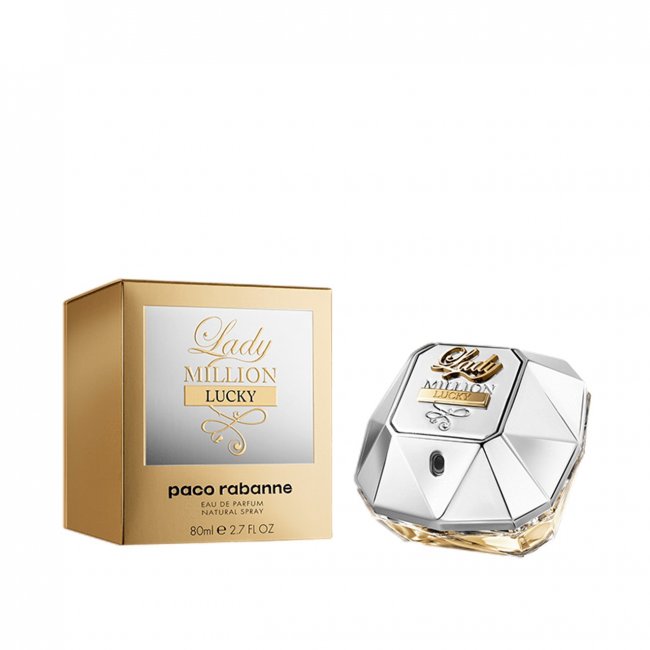 Lady
MILLION
LUCKY
paco rabanne
EAU DE PARFUM
NATURAL SPRAY
80ml ℮ 2.7 FL OZ
Lady
MILLION
LUCKY